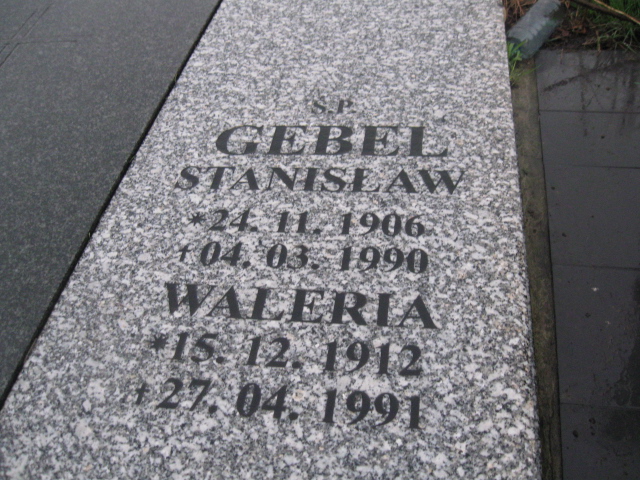 Ś.P.
GEBEL
STANISŁAW
*24. 11. 1906
†04. 03. 1990
WALERIA
*15. 12. 1912
†27. 04. 1991